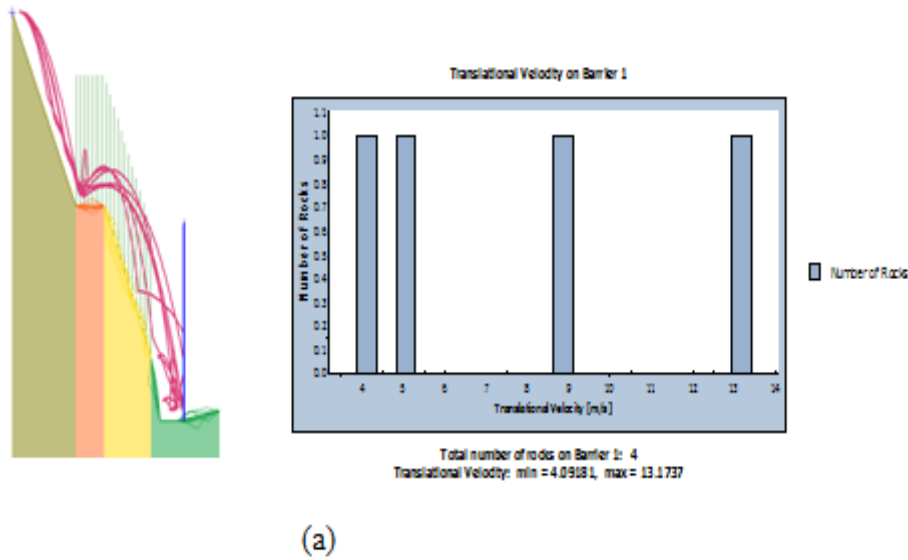 Translational Velocity on Barrier 1
1.1
1.0
0.9
0.8
0.7
0.6
0.5
0.4
0.3
0.2
0.1
0.0
Number of Rocks
4 5 6 7 8 9 10 11 12 13 14
Translational Velocity [m/s]
Number of Rocks
Total number of rocks on Barrier 1: 4
Translational Velocity: min = 4.09181, max = 13.1737
(a)